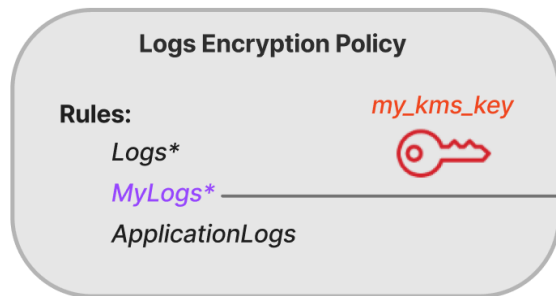 Logs Encryption Policy
Rules:
my_kms_key
Logs*
MyLogs*
ApplicationLogs